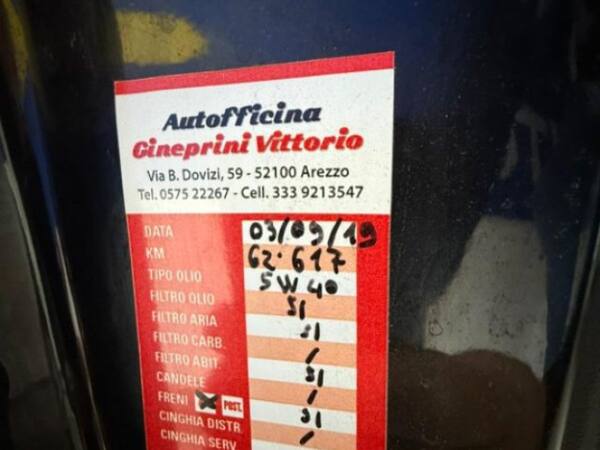 Autofficina
Gineprini Vittorio
Via B. Dovizi, 59 - 52100 Arezzo
Tel. 0575 22267 - Cell. 333 9213547
DATA 03/09/19
KM 62.617
TIPO OLIO 5W40
FILTRO OLIO SI
FILTRO ARIA SI
FILTRO CARB. /
FILTRO ABIT. SI
CANDELE /
FRENI POST. SI
CINGHIA DISTR. /
CINGHIA SERV